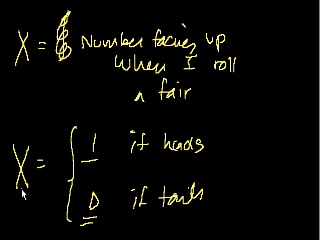 X = Number facing up
when I roll
a fair
X = { 1 if heads
0 if tails